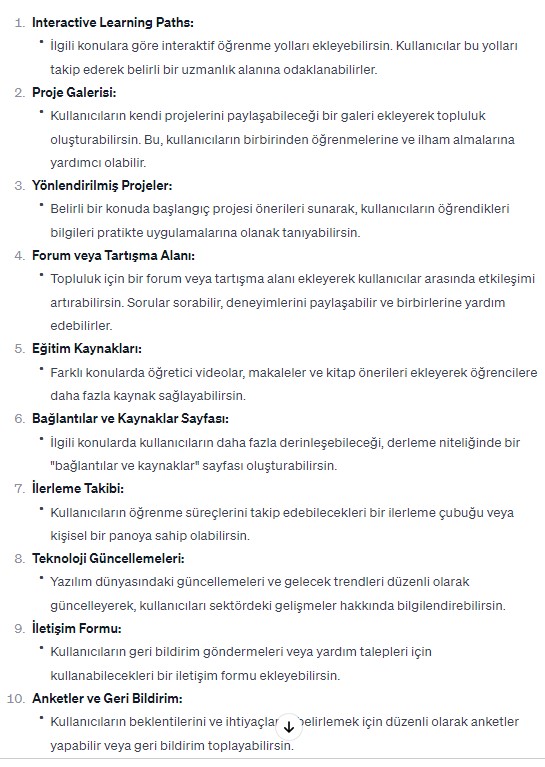 1. Interactive Learning Paths:
• İlgili konulara göre interaktif öğrenme yolları ekleyebilirsin. Kullanıcılar bu yolları
takip ederek belirli bir uzmanlık alanına odaklanabilirler.
2. Proje Galerisi:
• Kullanıcıların kendi projelerini paylaşabileceği bir galeri ekleyerek topluluk
oluşturabilirsin. Bu, kullanıcıların birbirinden öğrenmelerine ve ilham almalarına
yardımcı olabilir.
3. Yönlendirilmiş Projeler:
• Belirli bir konuda başlangıç projesi önerileri sunarak, kullanıcıların öğrendikleri
bilgileri pratikte uygulamalarına olanak tanıyabilirsin.
4. Forum veya Tartışma Alanı:
• Topluluk için bir forum veya tartışma alanı ekleyerek kullanıcılar arasında etkileşimi
artırabilirsin. Sorular sorabilir, deneyimlerini paylaşabilir ve birbirlerine yardım
edebilirler.
5. Eğitim Kaynakları:
• Farklı konularda öğretici videolar, makaleler ve kitap önerileri ekleyerek öğrencilere
daha fazla kaynak sağlayabilirsin.
6. Bağlantılar ve Kaynaklar Sayfası:
• İlgili konularda kullanıcıların daha fazla derinleşebileceği, derleme niteliğinde bir
"bağlantılar ve kaynaklar" sayfası oluşturabilirsin.
7. İlerleme Takibi:
• Kullanıcıların öğrenme süreçlerini takip edebilecekleri bir ilerleme çubuğu veya
kişisel bir panoya sahip olabilirsin.
8. Teknoloji Güncellemeleri:
• Yazılım dünyasındaki güncellemeleri ve gelecek trendleri düzenli olarak
güncelleyerek, kullanıcıları sektördeki gelişmeler hakkında bilgilendirebilirsin.
9. İletişim Formu:
• Kullanıcıların geri bildirim göndermeleri veya yardım talepleri için
kullanabilecekleri bir iletişim formu ekleyebilirsin.
10. Anketler ve Geri Bildirim:
• Kullanıcıların beklentilerini ve belirlemek için düzenli olarak anketler
yapabilir veya geri bildirim toplayabilirsin.